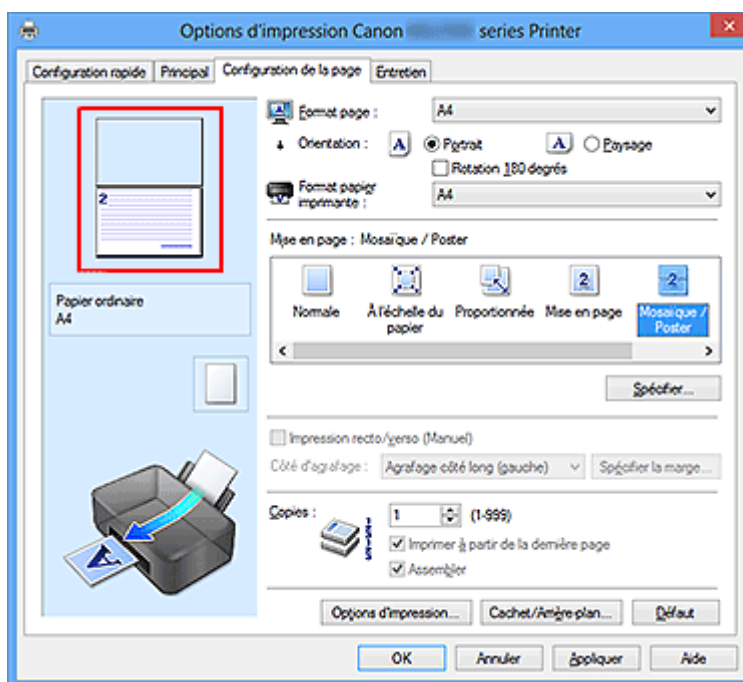 Options d'impression Canon series Printer
Configuration rapide Principal Configuration de la page Entretien
Format page : A4
Orientation : A Portrait A Paysage
Rotation 180 degrés
Format papier imprimante : A4
2
Papier ordinaire
A4
Mise en page : Mosaïque / Poster
Normale
À l'échelle du papier
Proportionnée
2
Mise en page
2
Mosaïque / Poster
Spécifier...
Impression recto/verso (Manuel)
Côté d'agrafage : Agrafage côté long (gauche) Spécifier la marge...
Copies : 1 (1-999)
Imprimer à partir de la dernière page
Assembler
A
Options d'impression... Cachet/Arrière-plan... Défaut
OK Annuler Appliquer Aide